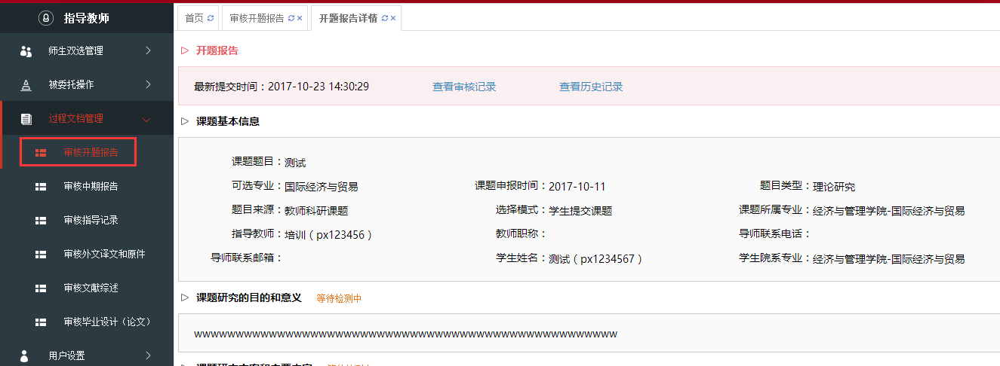 指导教师
师生双选管理
被委托操作
过程文档管理
审核开题报告
审核中期报告
审核指导记录
审核外文译文和原件
审核文献综述
审核毕业设计（论文）
用户设置
首页 审核开题报告 开题报告详情
开题报告
最新提交时间：2017-10-23 14:30:29 查看审核记录 查看历史记录
课题基本信息
课题题目：测试
可选专业：国际经济与贸易 课题申报时间：2017-10-11 题目类型：理论研究
题目来源：教师科研课题 选择模式：学生提交课题 课题所属专业：经济与管理学院-国际经济与贸易
指导教师：培训（px123456） 教师职称： 导师联系电话：
导师联系邮箱： 学生姓名：测试（px1234567） 学生院系专业：经济与管理学院-国际经济与贸易
课题研究的目的和意义 等待检测中